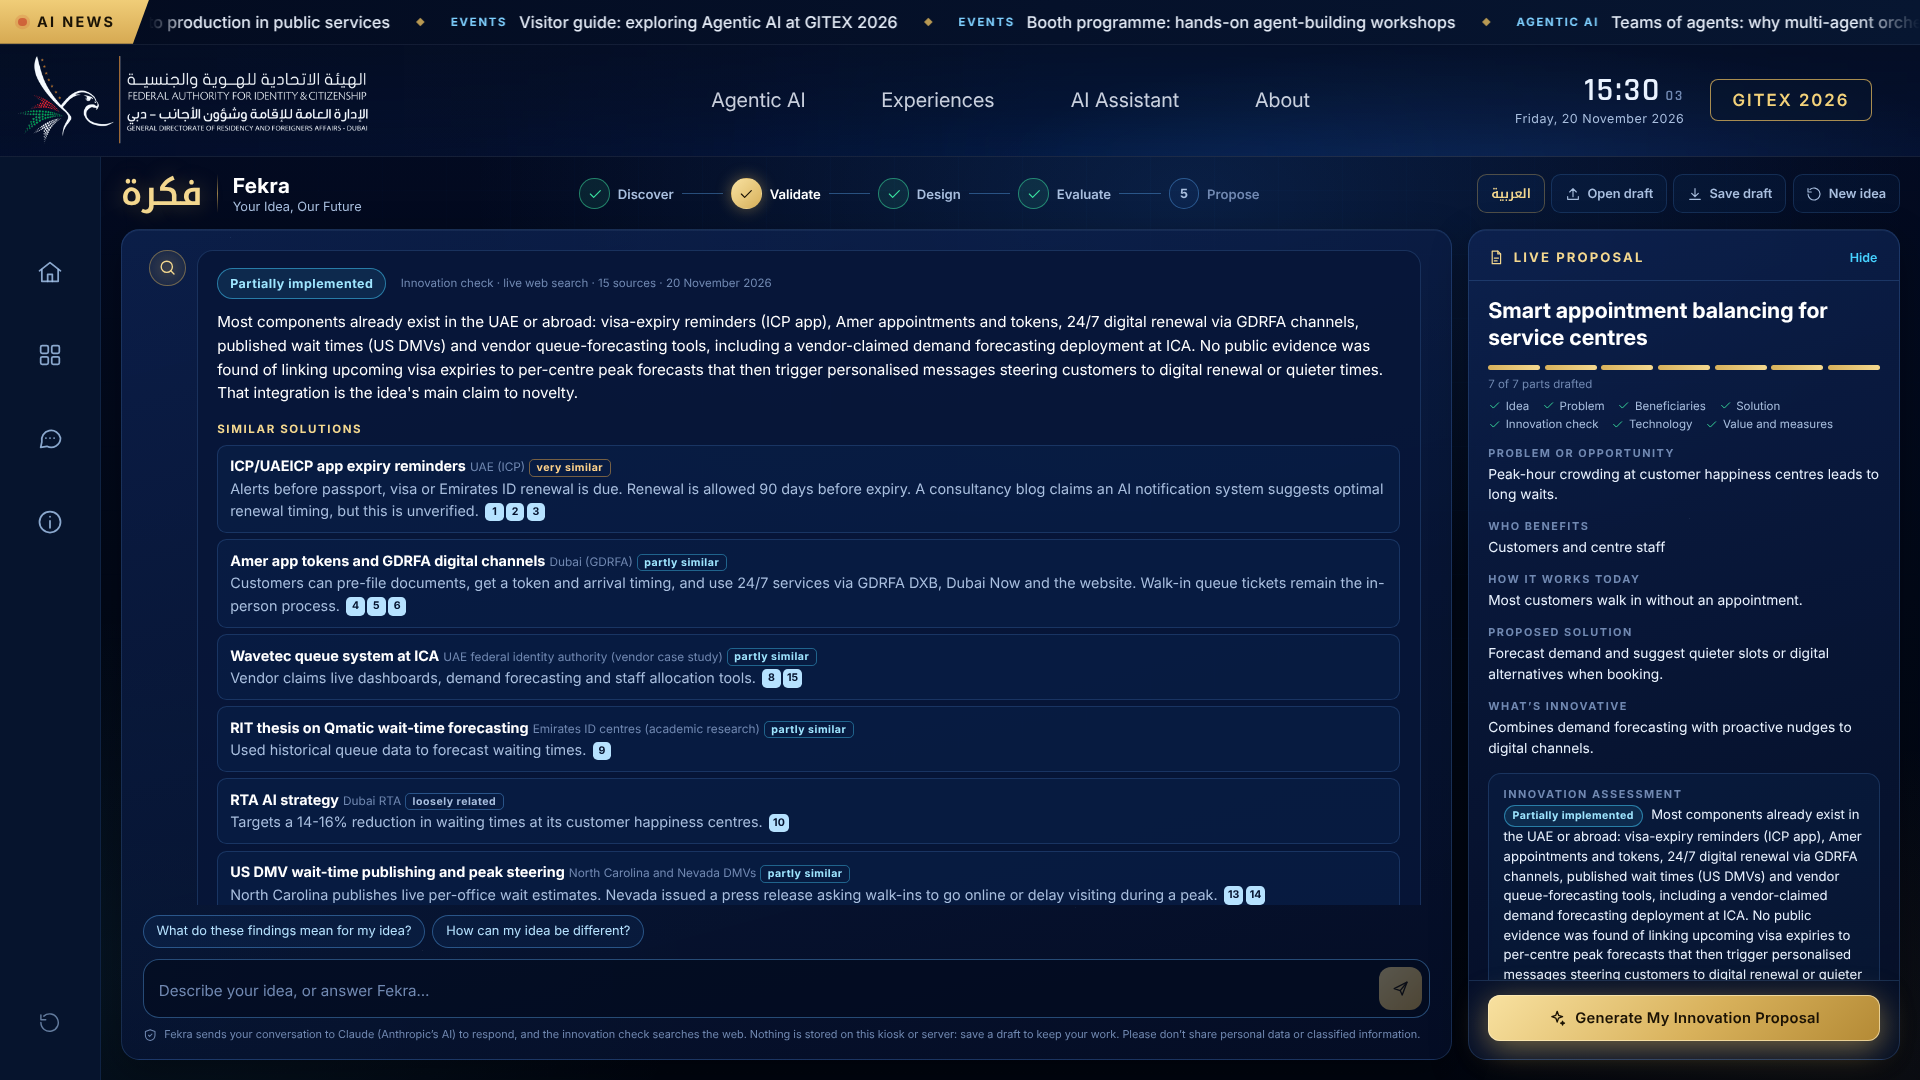 AI NEWS
production in public services
EVENTS Visitor guide: exploring Agentic AI at GITEX 2026
EVENTS Booth programme: hands-on agent-building workshops
AGENTIC AI Teams of agents: why multi-agent
الهيئة الاتحادية للهوية والجنسية
FEDERAL AUTHORITY FOR IDENTITY & CITIZENSHIP
الإدارة العامة للإقامة وشؤون الأجانب - دبي
GENERAL DIRECTORATE OF RESIDENCY AND FOREIGNERS AFFAIRS - DUBAI
Agentic AI
Experiences
AI Assistant
About
15:30 03
Friday, 20 November 2026
GITEX 2026
فكرة
Fekra
Your Idea, Our Future
Discover
Validate
Design
Evaluate
5 Propose
العربية
Open draft
Save draft
New idea
Partially implemented
Innovation check · live web search · 15 sources · 20 November 2026
Most components already exist in the UAE or abroad: visa-expiry reminders (ICP app), Amer appointments and tokens, 24/7 digital renewal via GDRFA channels,
published wait times (US DMVs) and vendor queue-forecasting tools, including a vendor-claimed demand forecasting deployment at ICA. No public evidence was
found of linking upcoming visa expiries to per-centre peak forecasts that then trigger personalised messages steering customers to digital renewal or quieter times.
That integration is the idea's main claim to novelty.
SIMILAR SOLUTIONS
ICP/UAEICP app expiry reminders UAE (ICP) very similar
Alerts before passport, visa or Emirates ID renewal is due. Renewal is allowed 90 days before expiry. A consultancy blog claims an AI notification system suggests optimal
renewal timing, but this is unverified. 1 2 3
Amer app tokens and GDRFA digital channels Dubai (GDRFA) partly similar
Customers can pre-file documents, get a token and arrival timing, and use 24/7 services via GDRFA DXB, Dubai Now and the website. Walk-in queue tickets remain the in-
person process. 4 5 6
Wavetec queue system at ICA UAE federal identity authority (vendor case study) partly similar
Vendor claims live dashboards, demand forecasting and staff allocation tools. 8 15
RIT thesis on Qmatic wait-time forecasting Emirates ID centres (academic research) partly similar
Used historical queue data to forecast waiting times. 9
RTA AI strategy Dubai RTA loosely related
Targets a 14-16% reduction in waiting times at its customer happiness centres. 10
US DMV wait-time publishing and peak steering North Carolina and Nevada DMVs partly similar
North Carolina publishes live per-office wait estimates. Nevada issued a press release asking walk-ins to go online or delay visiting during a peak. 13 14
What do these findings mean for my idea?
How can my idea be different?
Describe your idea, or answer Fekra...
Fekra sends your conversation to Claude (Anthropic's AI) to respond, and the innovation check searches the web. Nothing is stored on this kiosk or server: save a draft to keep your work. Please don't share personal data or classified information.
LIVE PROPOSAL
Hide
Smart appointment balancing for
service centres
7 of 7 parts drafted
Idea
Problem
Beneficiaries
Solution
Innovation check
Technology
Value and measures
PROBLEM OR OPPORTUNITY
Peak-hour crowding at customer happiness centres leads to
long waits.
WHO BENEFITS
Customers and centre staff
HOW IT WORKS TODAY
Most customers walk in without an appointment.
PROPOSED SOLUTION
Forecast demand and suggest quieter slots or digital
alternatives when booking.
WHAT'S INNOVATIVE
Combines demand forecasting with proactive nudges to
digital channels.
INNOVATION ASSESSMENT
Partially implemented Most components already exist in
the UAE or abroad: visa-expiry reminders (ICP app), Amer
appointments and tokens, 24/7 digital renewal via GDRFA
channels, published wait times (US DMVs) and vendor
queue-forecasting tools, including a vendor-claimed
demand forecasting deployment at ICA. No public
evidence was found of linking upcoming visa expiries to
per-centre peak forecasts that then trigger personalised
messages steering customers to digital renewal or quieter
Generate My Innovation Proposal